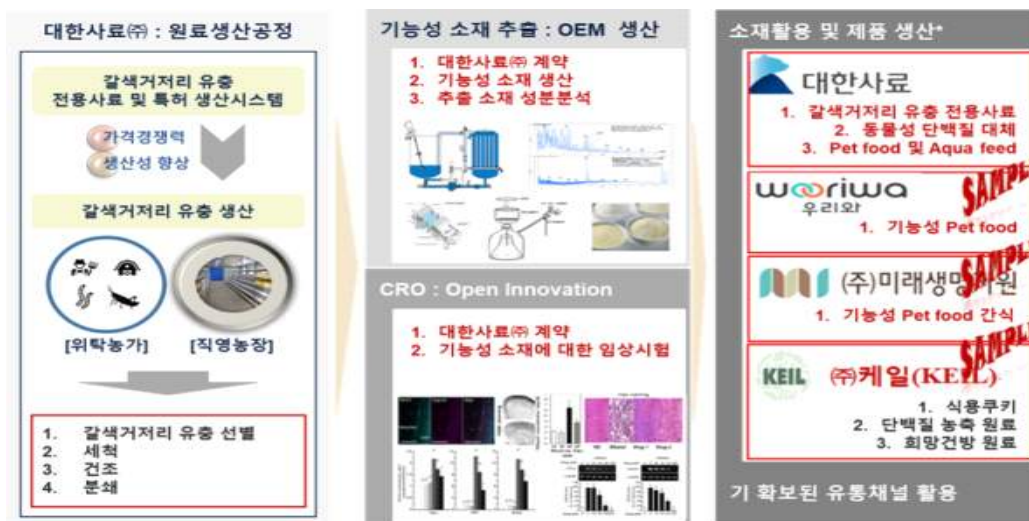 대한사료㈜ : 원료생산공정
갈색거저리 유충
전용사료 및 특허 생산시스템
가격경쟁력
생산성 향상
갈색거저리 유충 생산
[위탁농가] [직영농장]
1. 갈색거저리 유충 선별
2. 세척
3. 건조
4. 분쇄
기능성 소재 추출 : OEM 생산
1. 대한사료㈜ 계약
2. 기능성 소재 생산
3. 추출 소재 성분분석
CRO : Open Innovation
1. 대한사료㈜ 계약
2. 기능성 소재에 대한 임상시험
소재활용 및 제품 생산*
대한사료
1. 갈색거저리 유충 전용사료
2. 동물성 단백질 대체
3. Pet food 및 Aqua feed
wooriwa
우리와
SAMPLE
1. 기능성 Pet food
SAMPLE
(주)미래생명자원
1. 기능성 Pet food 간식
SAMPLE
KEIL ㈜케일(KEIL)
1. 식용쿠키
2. 단백질 농축 원료
3. 희망건방 원료
기 확보된 유통채널 활용